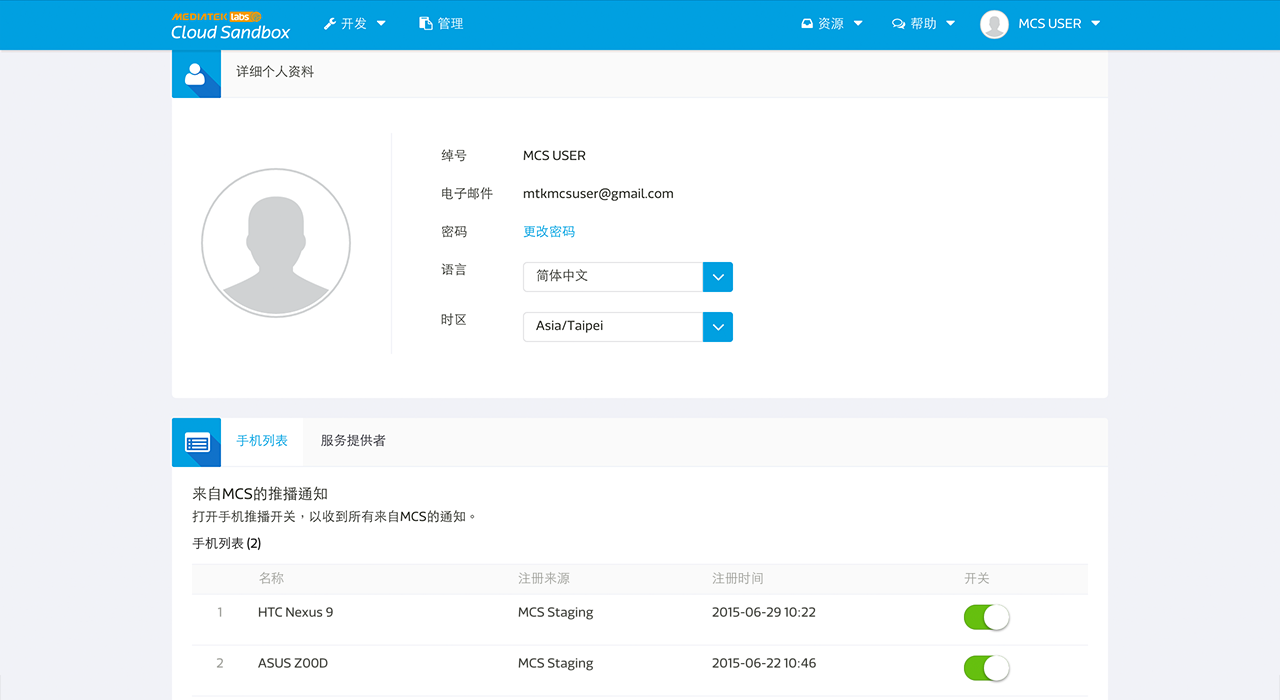 MEDIATEK labs
Cloud Sandbox
开发
管理
资源
帮助
MCS USER
详细个人资料
绰号 MCS USER
电子邮件 mtkmcsuser@gmail.com
密码 更改密码
语言 简体中文
时区 Asia/Taipei
手机列表 服务提供者
来自MCS的推播通知
打开手机推播开关，以收到所有来自MCS的通知。
手机列表 (2)
名称 注册来源 注册时间 开关
1 HTC Nexus 9 MCS Staging 2015-06-29 10:22
2 ASUS Z00D MCS Staging 2015-06-22 10:46